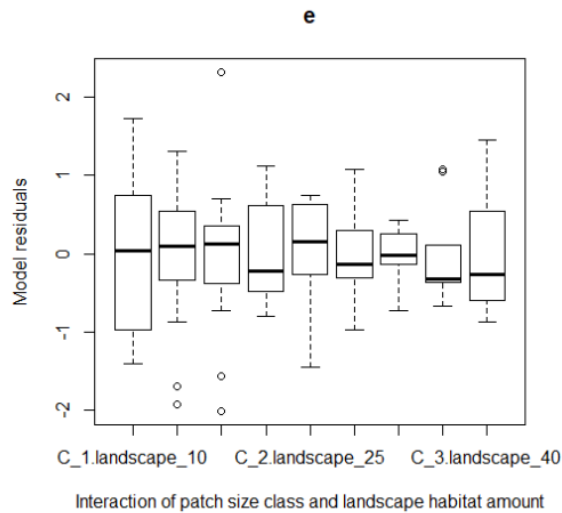 e
Model residuals
2
1
0
-1
-2
C_1.landscape_10 C_2.landscape_25 C_3.landscape_40
Interaction of patch size class and landscape habitat amount